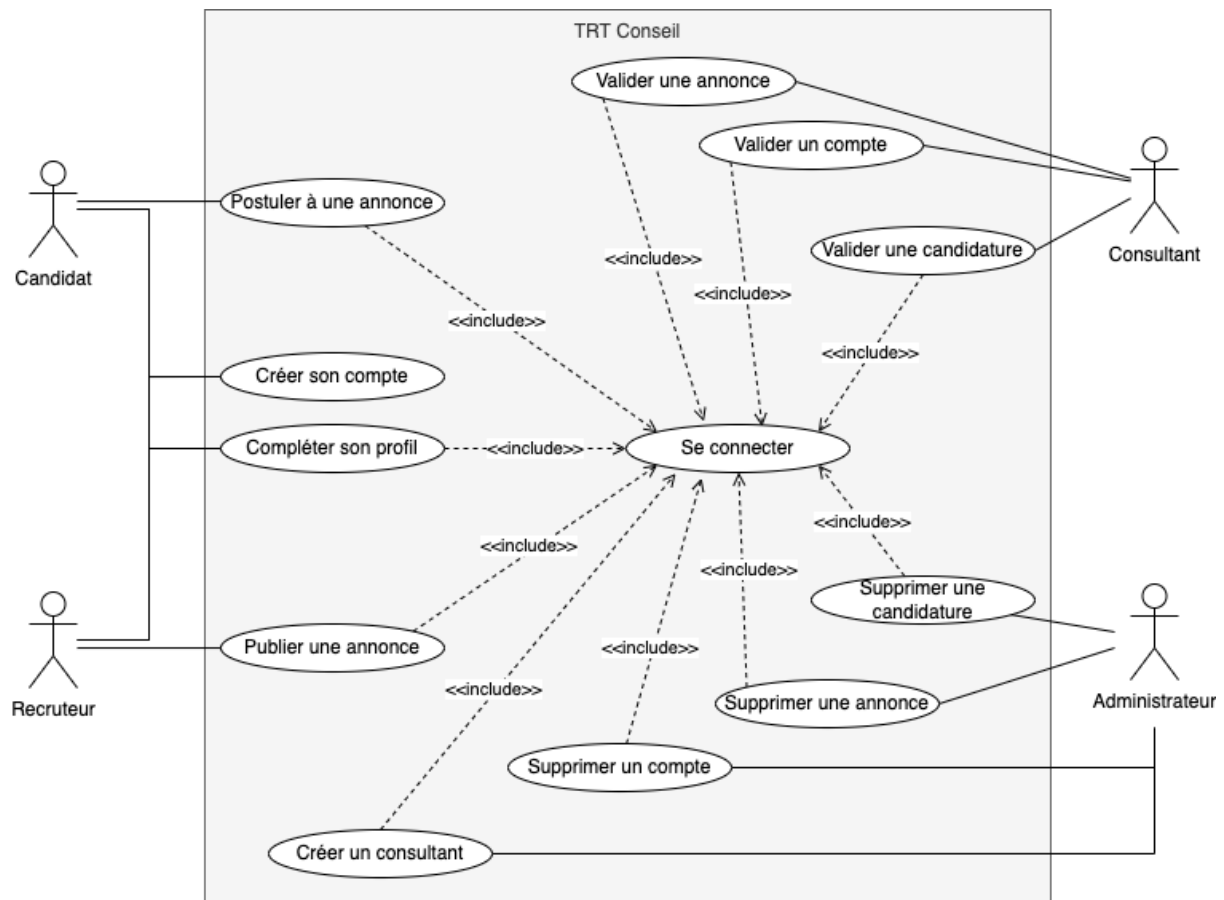 TRT Conseil
Valider une annonce
Valider un compte
Postuler à une annonce
Valider une candidature
Consultant
Candidat
<<include>>
<<include>>
<<include>>
<<include>>
Créer son compte
Compléter son profil
<<include>>
Se connecter
<<include>>
<<include>>
<<include>>
Supprimer une
candidature
Publier une annonce
<<include>>
<<include>>
Recruteur
Supprimer une annonce
Administrateur
Supprimer un compte
Créer un consultant